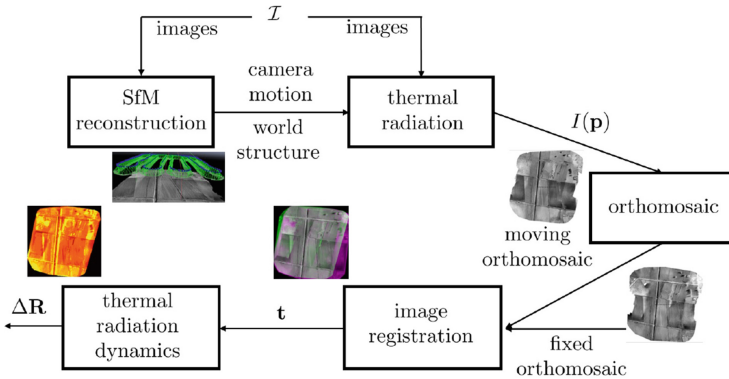 𝓘
images
images
SfM
reconstruction
camera
motion
world
structure
thermal
radiation
I(𝐩)
orthomosaic
moving
orthomosaic
fixed
orthomosaic
image
registration
𝐭
thermal
radiation
dynamics
Δ𝐑